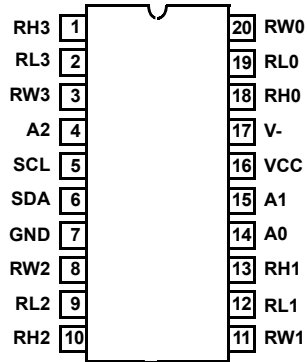 RH3 1 20 RW0
RL3 2 19 RL0
RW3 3 18 RH0
A2 4 17 V-
SCL 5 16 VCC
SDA 6 15 A1
GND 7 14 A0
RW2 8 13 RH1
RL2 9 12 RL1
RH2 10 11 RW1